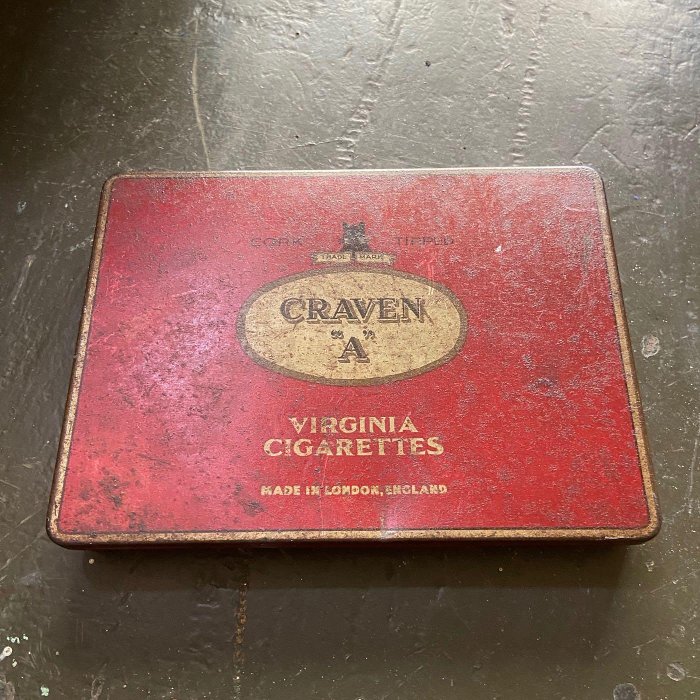 CORK TIPPED
TRADE MARK
CRAVEN
"A"
VIRGINIA
CIGARETTES
MADE IN LONDON, ENGLAND